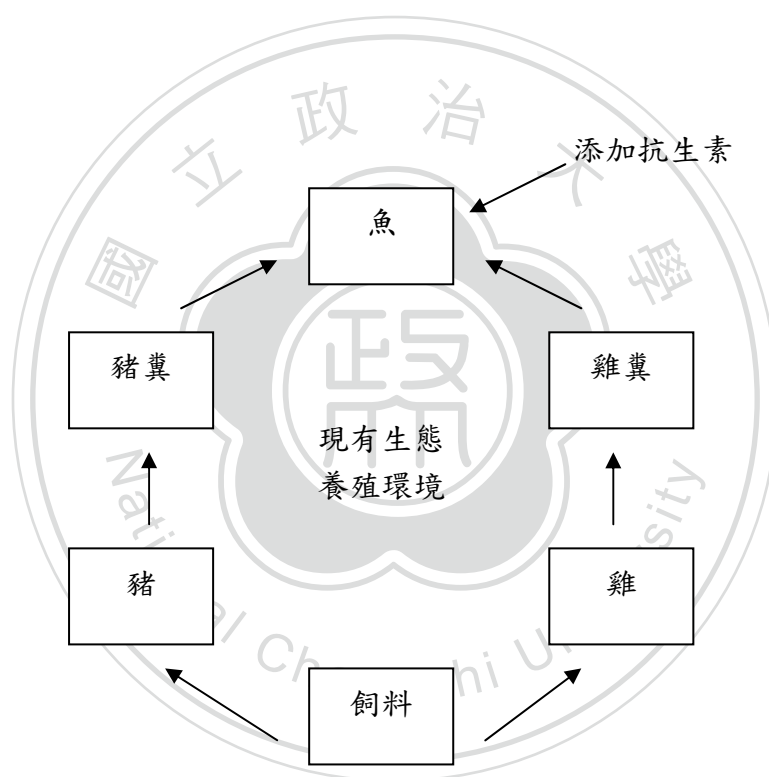 國立政治大學
添加抗生素
魚
豬糞
雞糞
現有生態
養殖環境
豬
雞
飼料
National Chengchi University